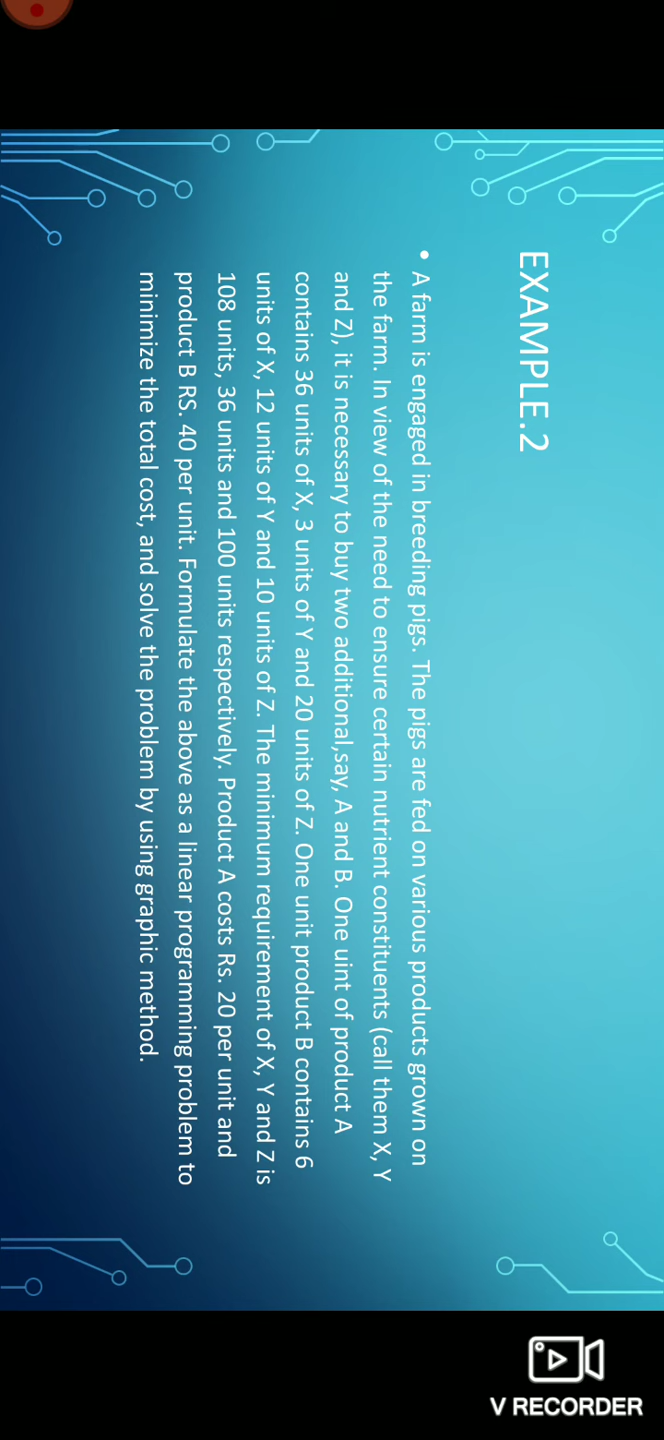 EXAMPLE.2
• A farm is engaged in breeding pigs. The pigs are fed on various products grown on
the farm. In view of the need to ensure certain nutrient constituents (call them X, Y
and Z), it is necessary to buy two additional,say, A and B. One uint of product A
contains 36 units of X, 3 units of Y and 20 units of Z. One unit product B contains 6
units of X, 12 units of Y and 10 units of Z. The minimum requirement of X, Y and Z is
108 units, 36 units and 100 units respectively. Product A costs Rs. 20 per unit and
product B RS. 40 per unit. Formulate the above as a linear programming problem to
minimize the total cost, and solve the problem by using graphic method.
V RECORDER